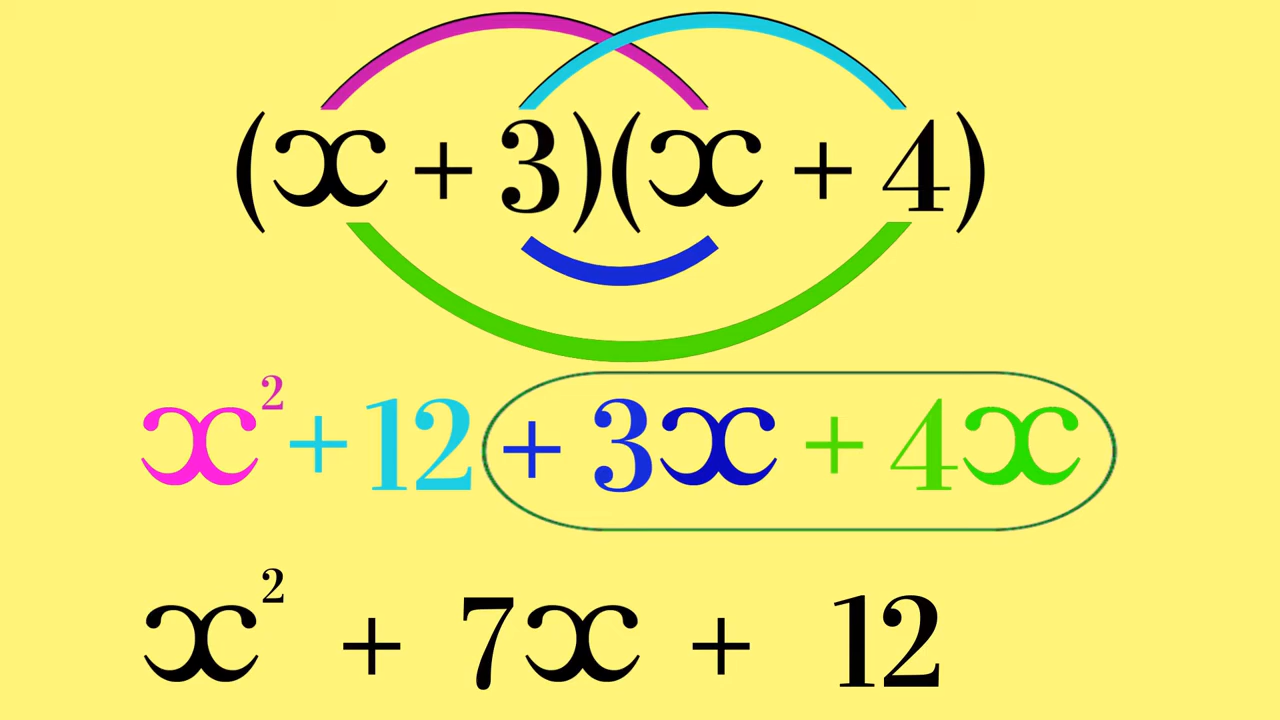 (x + 3)(x + 4)
x² + 12 + 3x + 4x
x² + 7x + 12